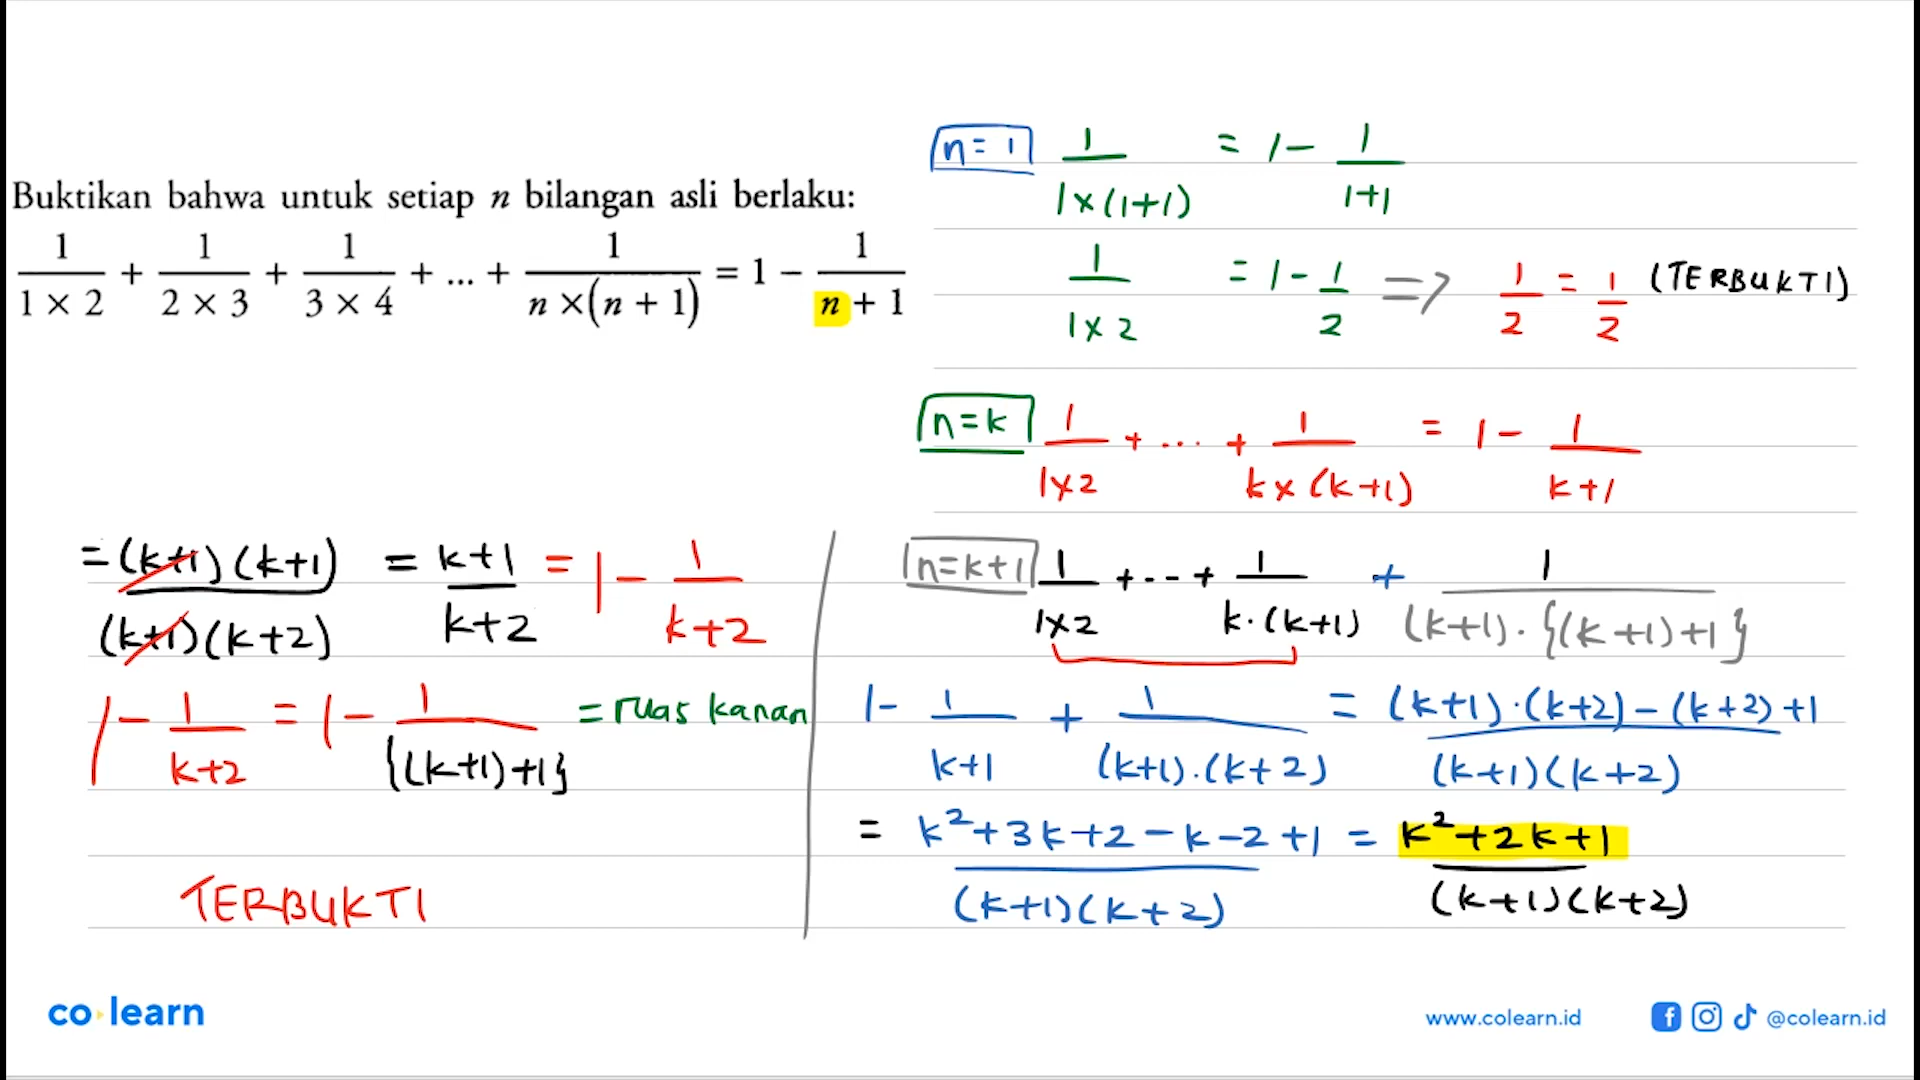 Buktikan bahwa untuk setiap n bilangan asli berlaku:
1/(1 × 2) + 1/(2 × 3) + 1/(3 × 4) + ... + 1/(n ×(n + 1)) = 1 − 1/(n + 1)
n = 1 1/(1×(1+1)) = 1 − 1/(1+1)
1/(1×2) = 1 − 1/2 => 1/2 = 1/2 (TERBUKTI)
n=k 1/(1×2) + ... + 1/(k×(k+1)) = 1 − 1/(k+1)
n=k+1 1/(1×2) + ... + 1/(k·(k+1)) + 1/((k+1)·{(k+1)+1})
1 − 1/(k+1) + 1/((k+1).(k+2)) = ((k+1)·(k+2) − (k+2) + 1)/((k+1)(k+2))
= (k²+3k+2−k−2+1)/((k+1)(k+2)) = (k²+2k+1)/((k+1)(k+2))
= ((k+1)(k+1))/((k+1)(k+2)) = (k+1)/(k+2) = 1 − 1/(k+2)
1 − 1/(k+2) = 1 − 1/{(k+1)+1} = ruas kanan
TERBUKTI
co learn
www.colearn.id
@colearn.id